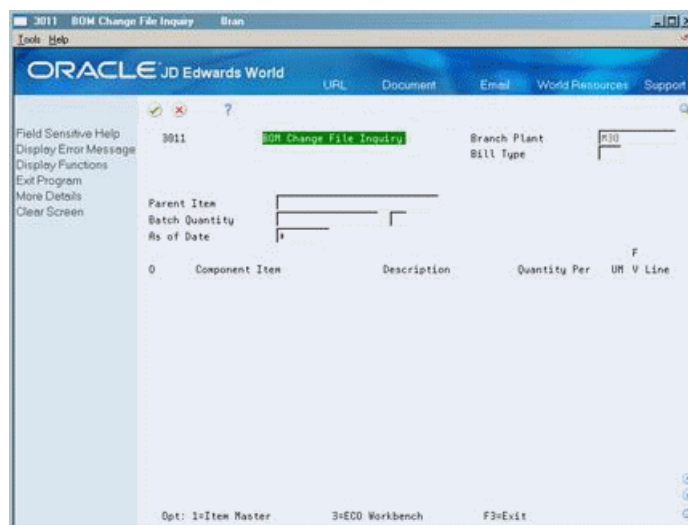 3011 BOM Change File Inquiry Bran
Tools Help
ORACLE JD Edwards World
URL Document Email World Resources Support
Field Sensitive Help
Display Error Message
Display Functions
Exit Program
More Details
Clear Screen
3011 BOM Change File Inquiry Branch Plant M30
Bill Type
Parent Item
Batch Quantity
As of Date *
F
O Component Item Description Quantity Per UM V Line
Opt: 1=Item Master 3=ECO Workbench F3=Exit